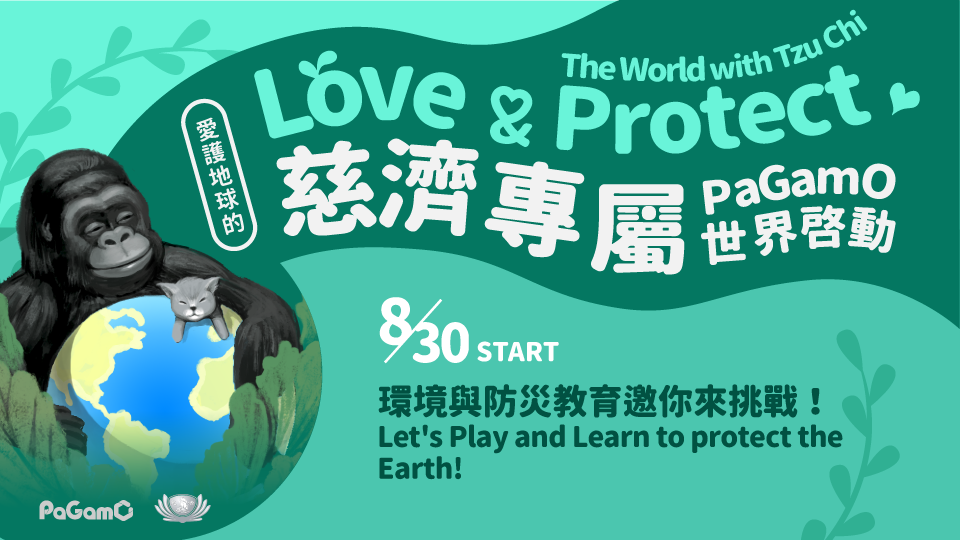 The World with Tzu Chi
Love & Protect
愛護地球的
慈濟專屬
PaGamO
世界啓動
8/30 START
環境與防災教育邀你來挑戰！
Let's Play and Learn to protect the
Earth!
PaGamO